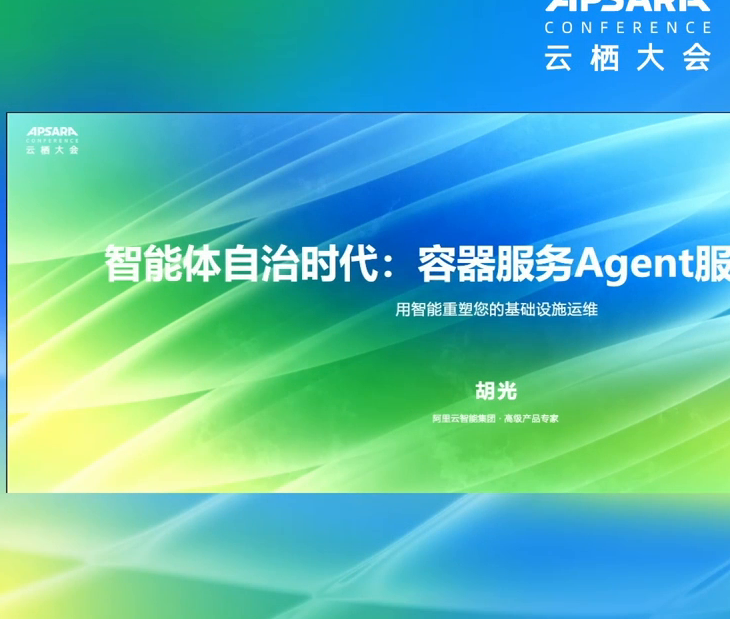 APSARA
CONFERENCE
云栖大会
APSARA
CONFERENCE
云栖大会
智能体自治时代：容器服务Agent服
用智能重塑您的基础设施运维
胡光
阿里云智能集团·高级产品专家